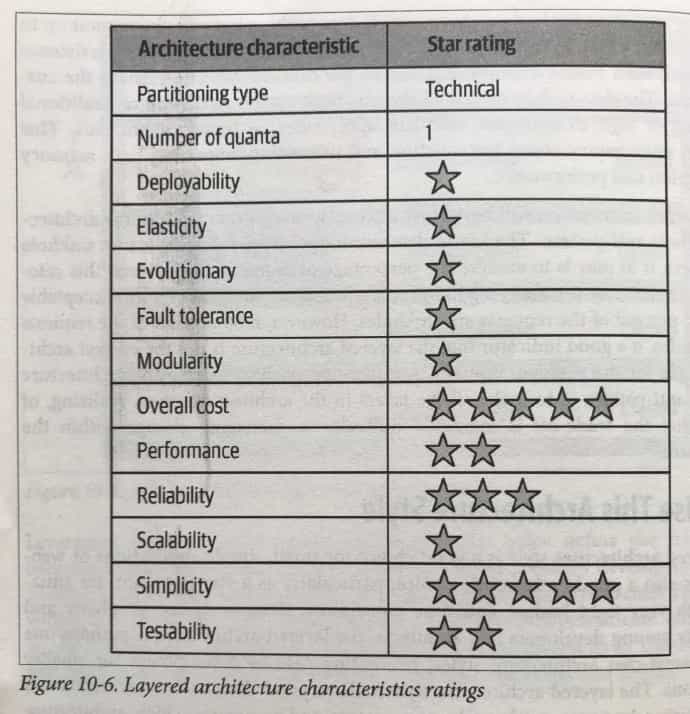 Architecture characteristic Star rating
Partitioning type Technical
Number of quanta 1
Deployability
Elasticity
Evolutionary
Fault tolerance
Modularity
Overall cost
Performance
Reliability
Scalability
Simplicity
Testability
Figure 10-6. Layered architecture characteristics ratings